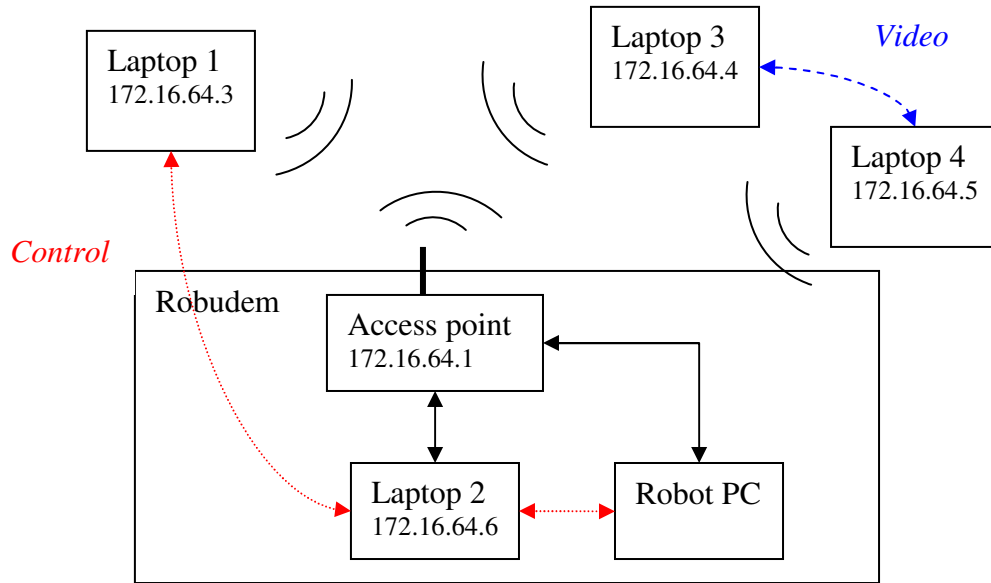 Laptop 1
172.16.64.3
Laptop 3
172.16.64.4
Video
Laptop 4
172.16.64.5
Control
Robudem
Access point
172.16.64.1
Laptop 2
172.16.64.6
Robot PC